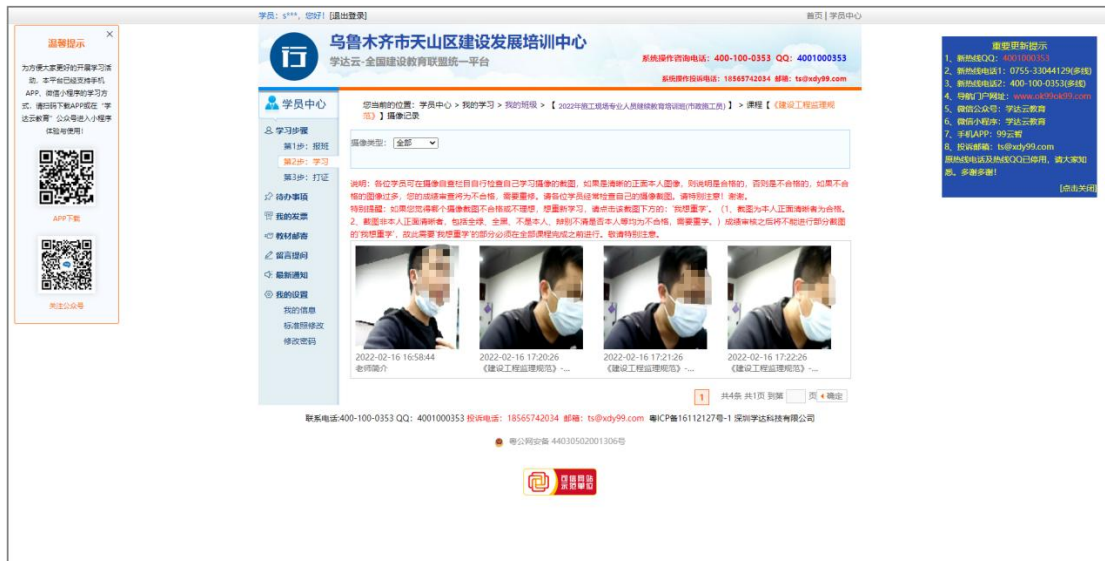 学员：s***，您好! [退出登录]
首页 | 学员中心
温馨提示
×
为方便大家更好的开展学习活
动，本平台已经支持手机
APP、微信小程序的学习方
式，请扫码下载APP或在“学
达云教育”公众号进入小程序
体验与使用！
APP下载
关注公众号
行
乌鲁木齐市天山区建设发展培训中心
学达云-全国建设教育联盟统一平台
系统操作咨询电话：400-100-0353 QQ：4001000353
系统操作投诉电话：18565742034 邮箱：ts@xdy99.com
重要更新提示
1、新热线QQ：4001000353
2、新热线电话1：0755-33044129(多线)
3、新热线电话2：400-100-0353(多线)
4、导航门户网址：www.ok99ok99.com
5、微信公众号：学达云教育
6、微信小程序：学达云教育
7、手机APP：99云智
8、投诉邮箱：ts@xdy99.com
原热线电话及热线QQ已停用，请大家知
悉。多谢多谢！
[点击关闭]
学员中心
学习步骤
第1步：报班
第2步：学习
第3步：打证
待办事项
我的发票
教材邮寄
留言提问
最新通知
我的设置
我的信息
标准照修改
修改密码
您当前的位置：学员中心 > 我的学习 > 我的班级 > 【 2022年施工现场专业人员继续教育培训班(市政施工员) 】 > 课程【 《建设工程监理规
范》 】摄像记录
摄像类型： 全部
说明：各位学员可在摄像自查栏目自行检查自己学习摄像的截图，如果是清晰的正面本人图像，则说明是合格的，否则是不合格的，如果不合
格的图像过多，您的成绩审查将为不合格，需要重修。请各位学员经常检查自己的摄像截图。请特别注意！谢谢。
特别提醒：如果您觉得哪个摄像截图不合格或不理想，想重新学习，请点击该截图下方的：‘我想重学’。（1、截图为本人正面清晰者为合格。
2、截图非本人正面清晰者，包括全绿、全黑、不是本人、辩别不清是否本人等均为不合格，需要重学。）成绩审核之后将不能进行部分截图
的‘我想重学’，故此需要‘我想重学’的部分必须在全部课程完成之前进行。敬请特别注意。
2022-02-16 16:58:44
老师简介
2022-02-16 17:20:26
《建设工程监理规范》-...
2022-02-16 17:21:26
《建设工程监理规范》-...
2022-02-16 17:22:26
《建设工程监理规范》-...
1 共4条 共1页 到第 页 确定
联系电话:400-100-0353 QQ：4001000353 投诉电话：18565742034 邮箱：ts@xdy99.com 粤ICP备16112127号-1 深圳学达科技有限公司
粤公网安备 44030502001306号
可信网站
示范单位